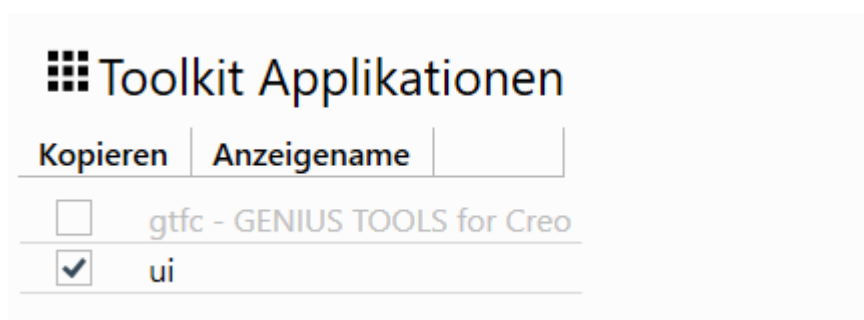 Toolkit Applikationen
Kopieren Anzeigename
gtfc - GENIUS TOOLS for Creo
ui